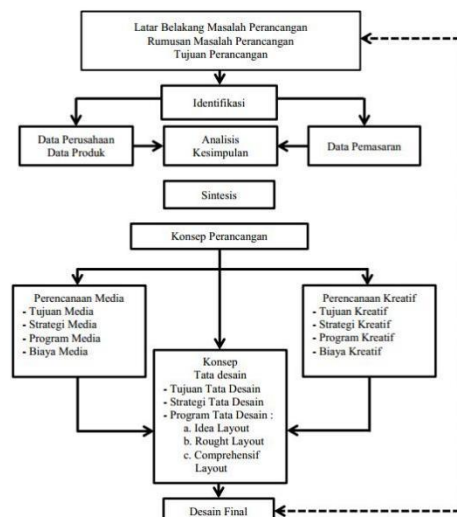 Latar Belakang Masalah Perancangan
Rumusan Masalah Perancangan
Tujuan Perancangan
Identifikasi
Data Perusahaan
Data Produk
Analisis
Kesimpulan
Data Pemasaran
Sintesis
Konsep Perancangan
Perencanaan Media
- Tujuan Media
- Strategi Media
- Program Media
- Biaya Media
Perencanaan Kreatif
- Tujuan Kreatif
- Strategi Kreatif
- Program Kreatif
- Biaya Kreatif
Konsep
Tata desain
- Tujuan Tata Desain
- Strategi Tata Desain
- Program Tata Desain :
a. Idea Layout
b. Rought Layout
c. Comprehensif
Layout
Desain Final